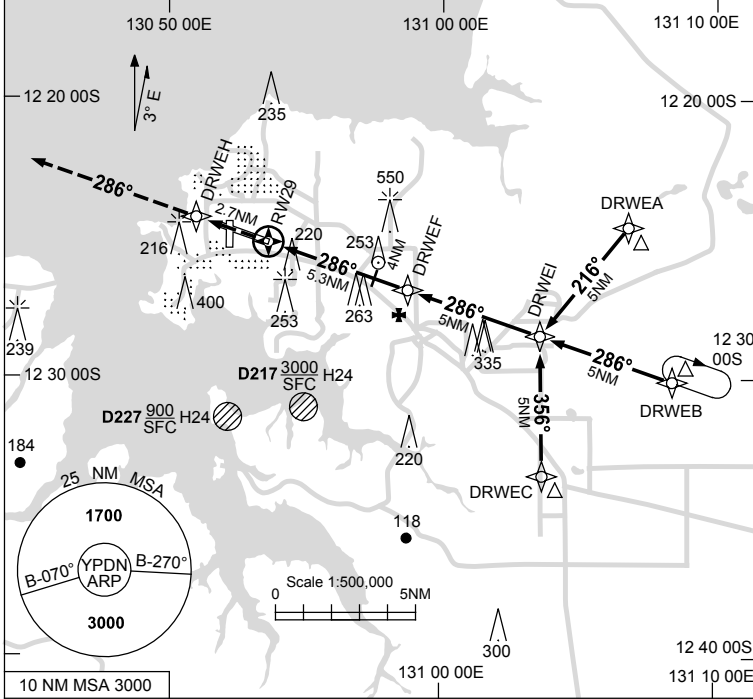 130 50 00E
131 00 00E
131 10 00E
12 20 00S
12 20 00S
3° E
235
DRWEH
286°
2.7NM
RW29
550
253
4NM
DRWEF
DRWEA
216
220
286°
5.3NM
DRWEI
216°
5NM
400
253
263
286°
5NM
335
286°
5NM
12 30 00S
239
12 30 00S
DRWEB
D217 3000 SFC H24
D227 900 SFC H24
356°
5NM
184
220
DRWEC
25 NM MSA
1700
B-070°
YPDN
ARP
B-270°
3000
118
Scale 1:500,000
0
5NM
300
12 40 00S
10 NM MSA 3000
131 00 00E
131 10 00E